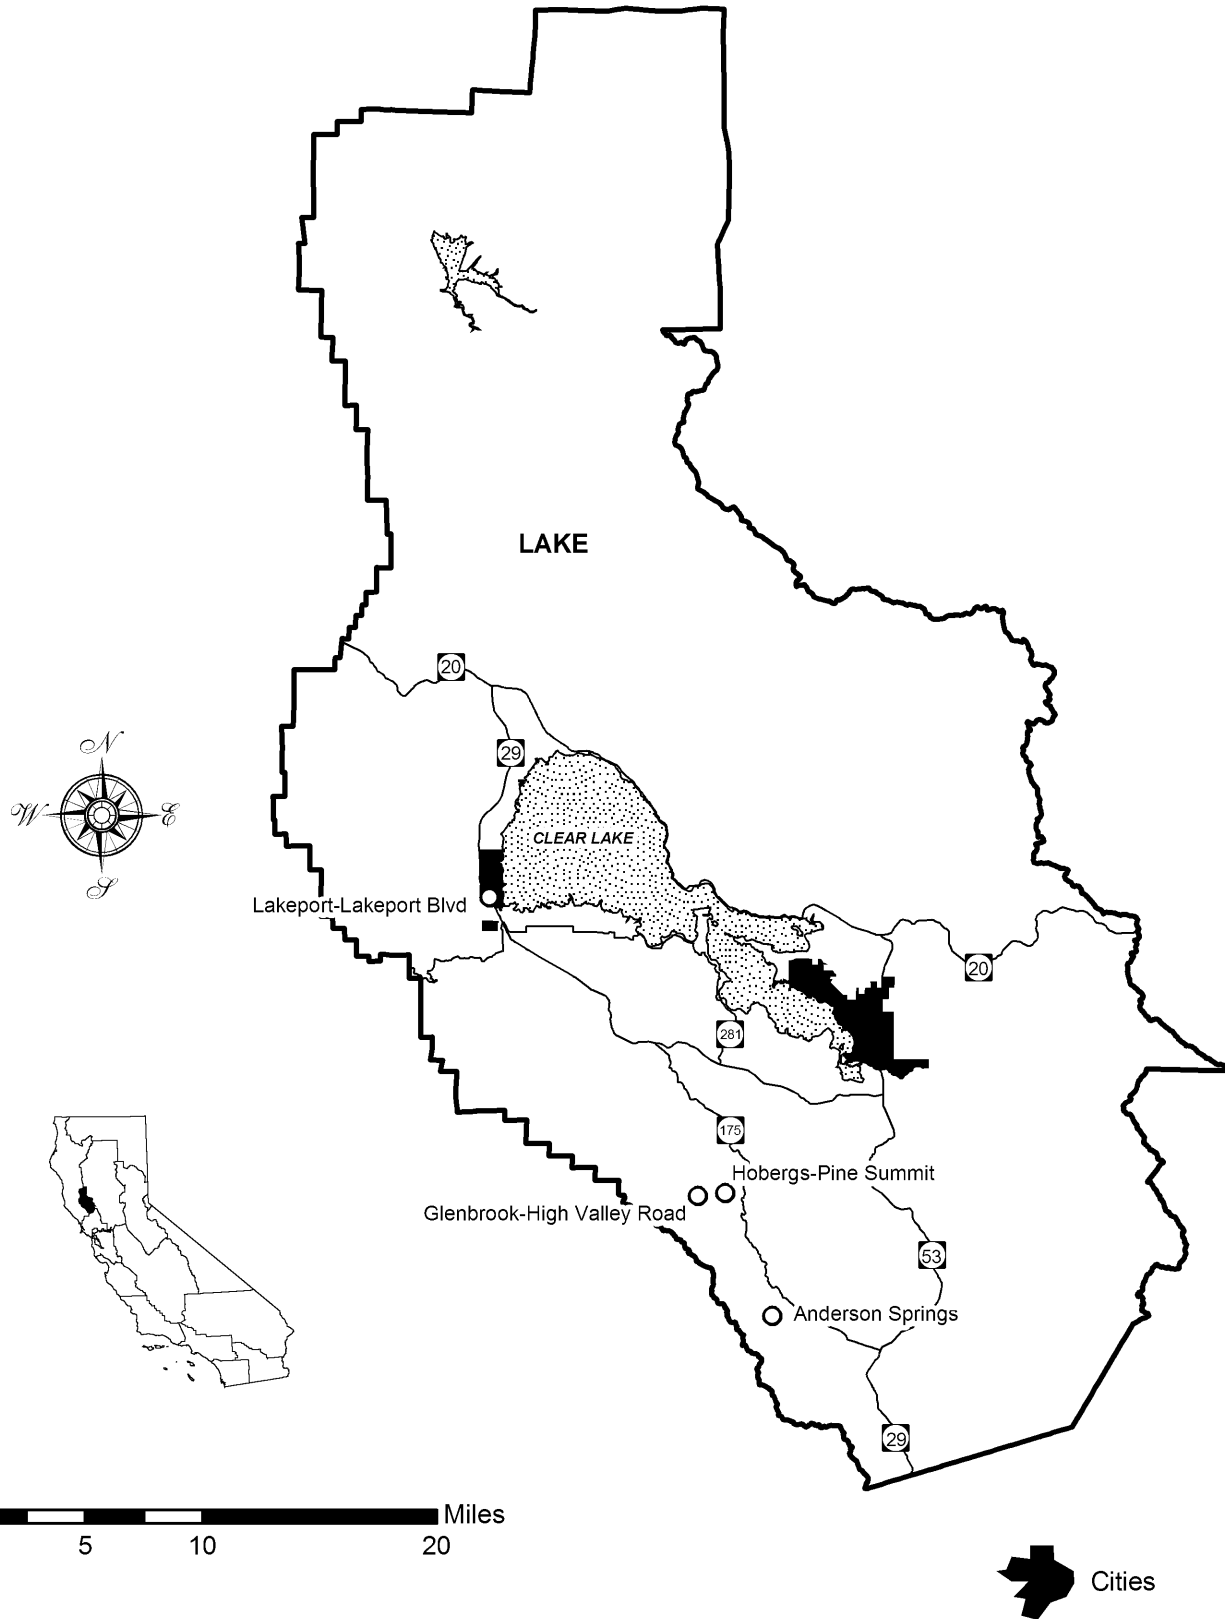 LAKE
20
29
N
W
E
S
CLEAR LAKE
Lakeport-Lakeport Blvd
20
281
175
Hobergs-Pine Summit
Glenbrook-High Valley Road
53
Anderson Springs
29
Miles
5 10 20
Cities